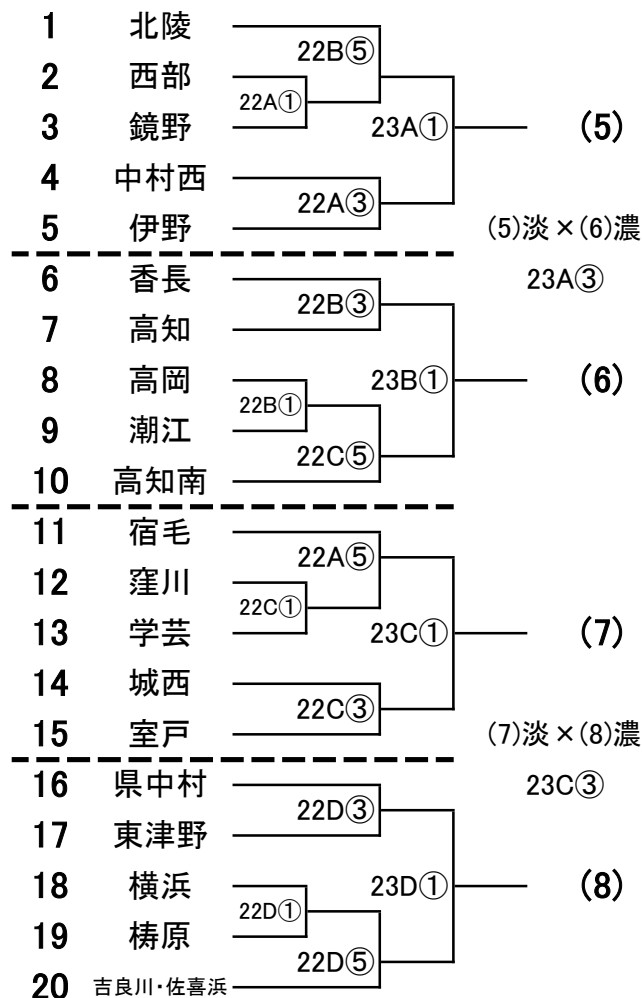 1 北陵
22B⑤
2 西部
22A①
3 鏡野
23A① (5)
4 中村西
22A③
5 伊野 (5)淡×(6)濃
6 香長 23A③
22B③
7 高知
8 高岡 23B① (6)
22B①
9 潮江
22C⑤
10 高知南
11 宿毛
22A⑤
12 窪川
22C①
13 学芸 23C① (7)
14 城西
22C③
15 室戸 (7)淡×(8)濃
16 県中村 23C③
22D③
17 東津野
18 横浜 23D① (8)
22D①
19 梼原
22D⑤
20 吉良川・佐喜浜